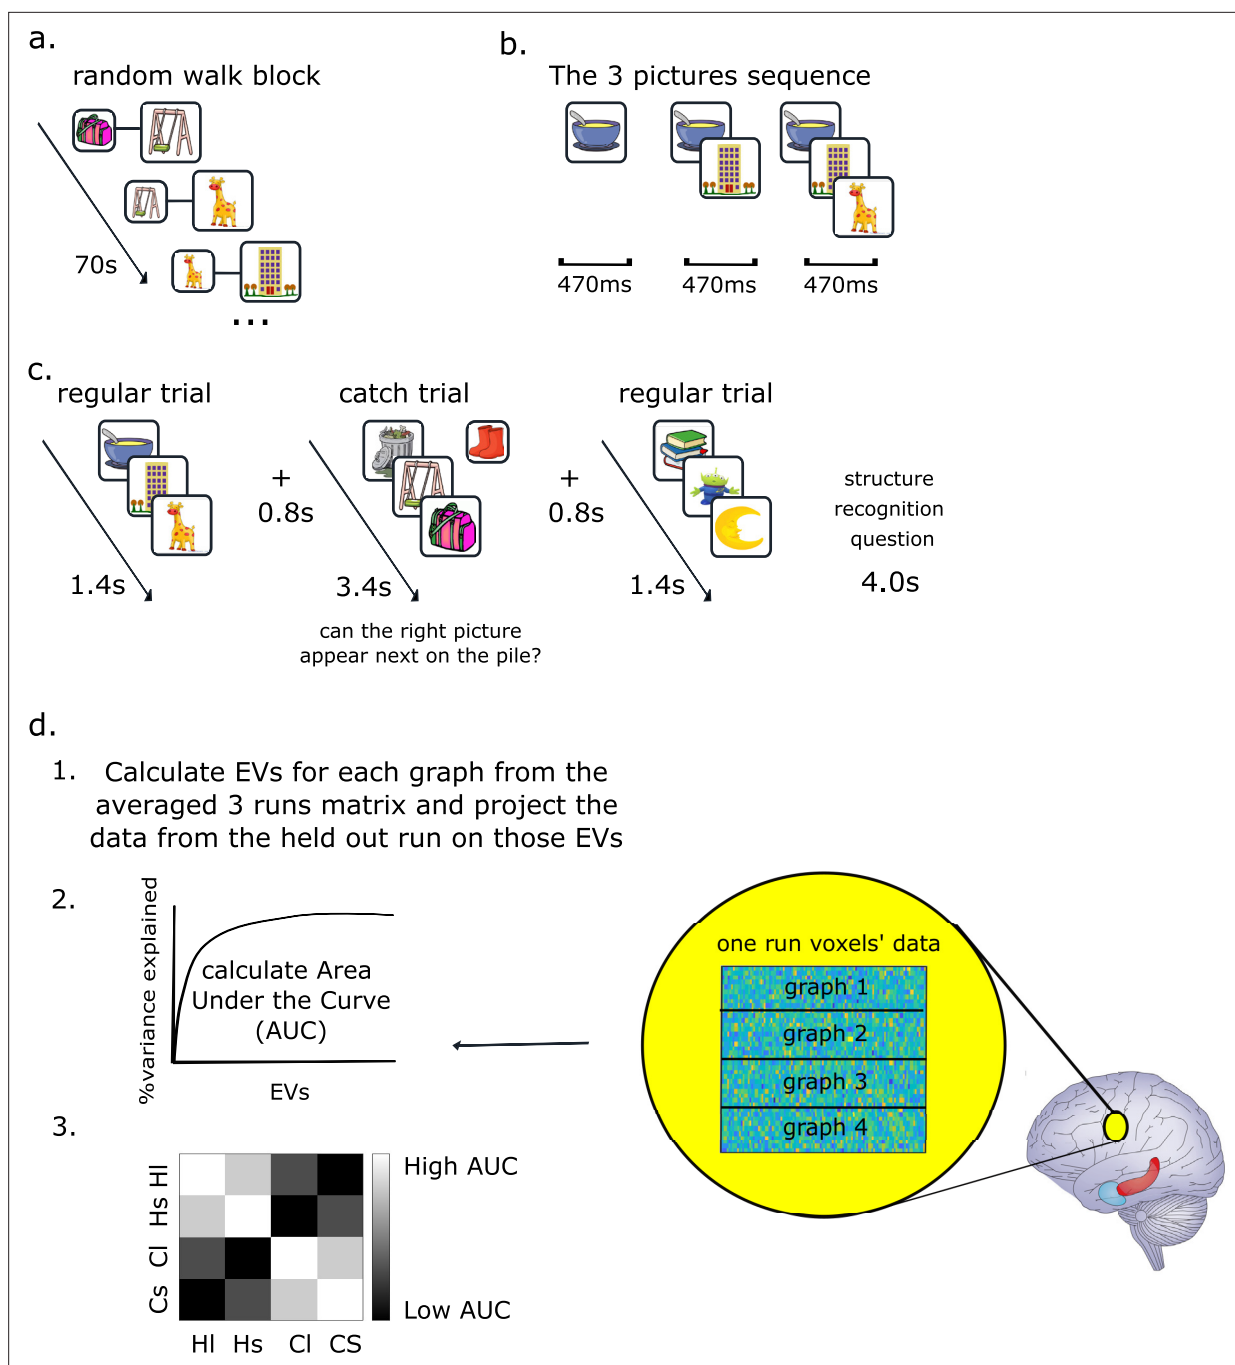 a.
random walk block
70s
...
b.
The 3 pictures sequence
470ms
470ms
470ms
c.
regular trial
1.4s
+
0.8s
catch trial
3.4s
can the right picture
appear next on the pile?
+
0.8s
regular trial
1.4s
structure
recognition
question
4.0s
d.
1. Calculate EVs for each graph from the
averaged 3 runs matrix and project the
data from the held out run on those EVs
2.
%variance explained
calculate Area
Under the Curve
(AUC)
EVs
one run voxels' data
graph 1
graph 2
graph 3
graph 4
3.
Hl
Hs
Cl
Cs
Hl
Hs
Cl
CS
High AUC
Low AUC